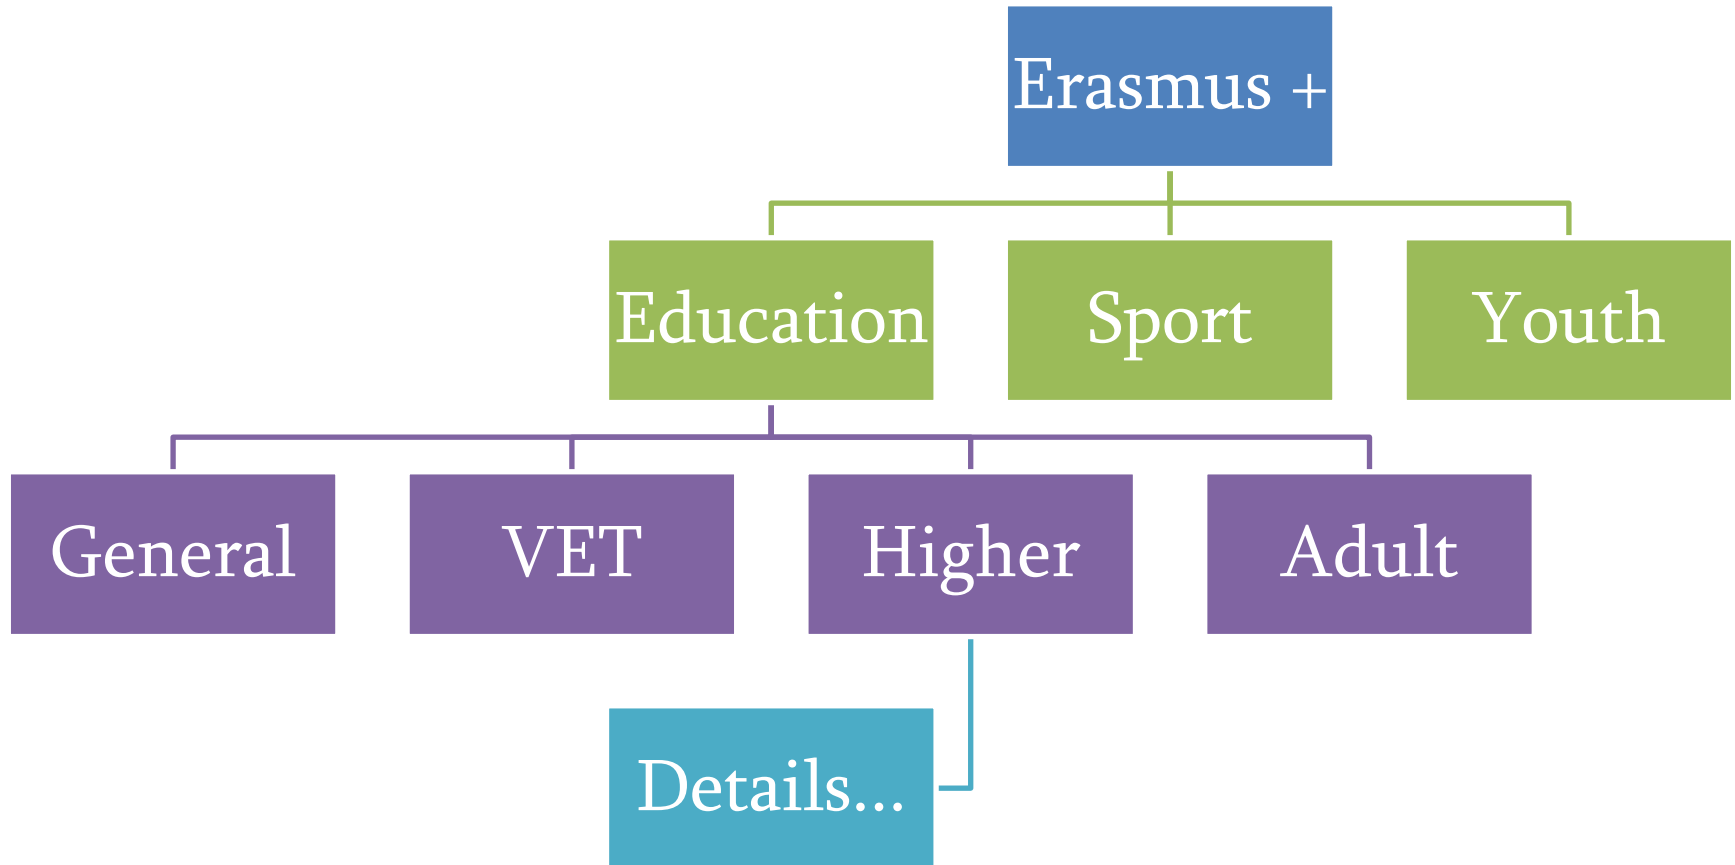 Erasmus +
Education
Sport
Youth
General
VET
Higher
Adult
Details...